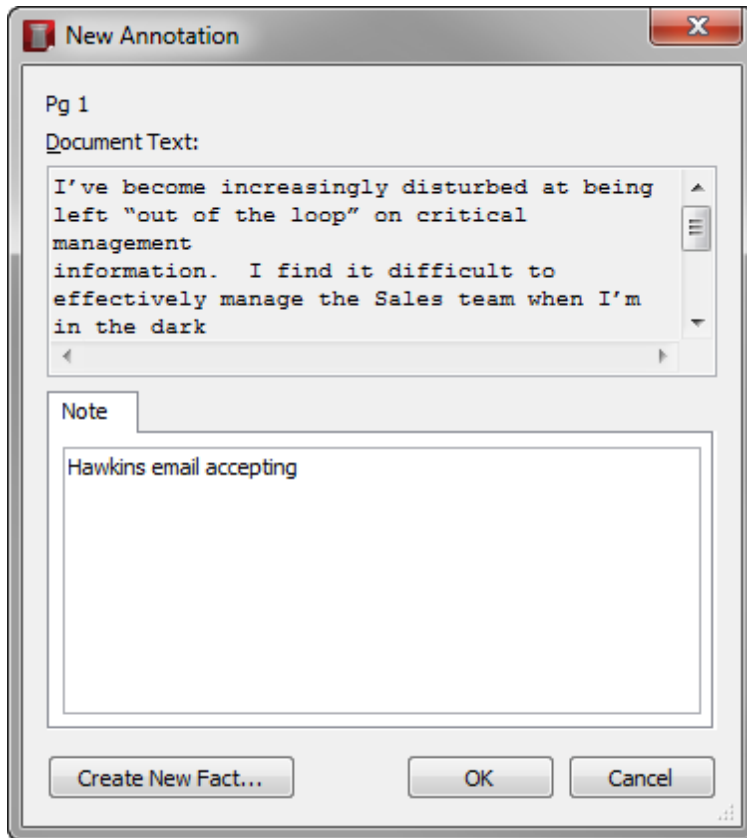 New Annotation
Pg 1
Document Text:
I’ve become increasingly disturbed at being
left “out of the loop” on critical
management
information.  I find it difficult to
effectively manage the Sales team when I’m
in the dark
Note
Hawkins email accepting
Create New Fact...
OK
Cancel